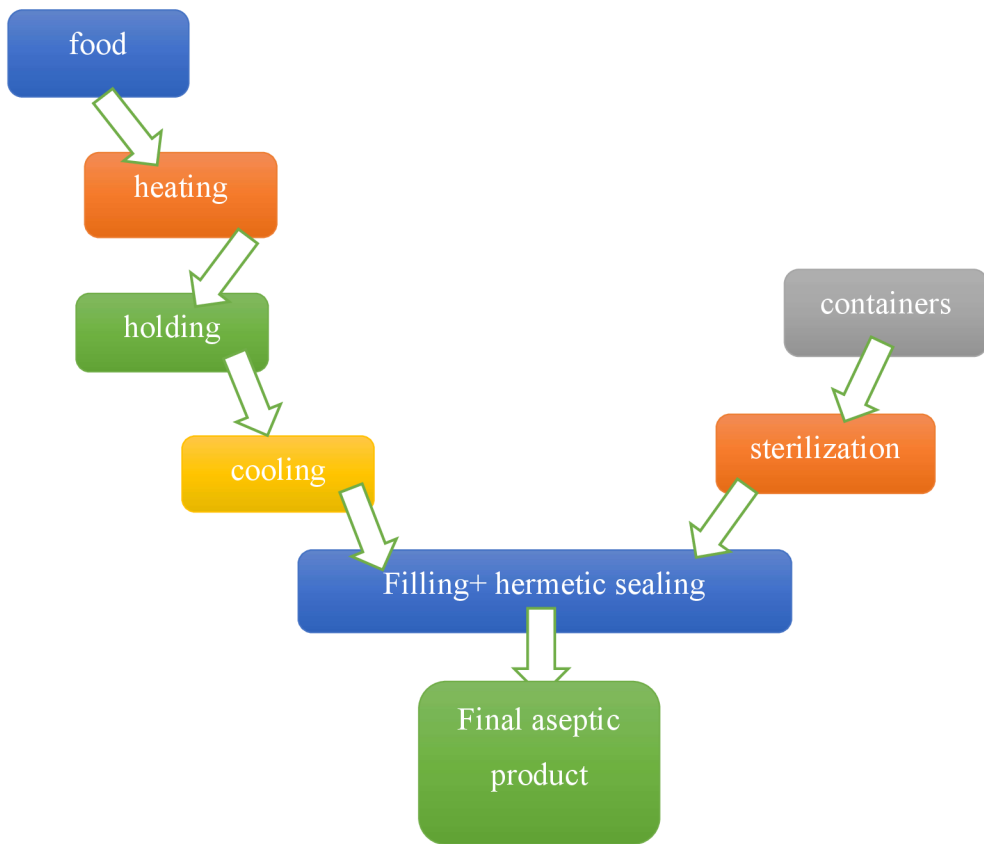 food
heating
holding
cooling
containers
sterilization
Filling+ hermetic sealing
Final aseptic
product